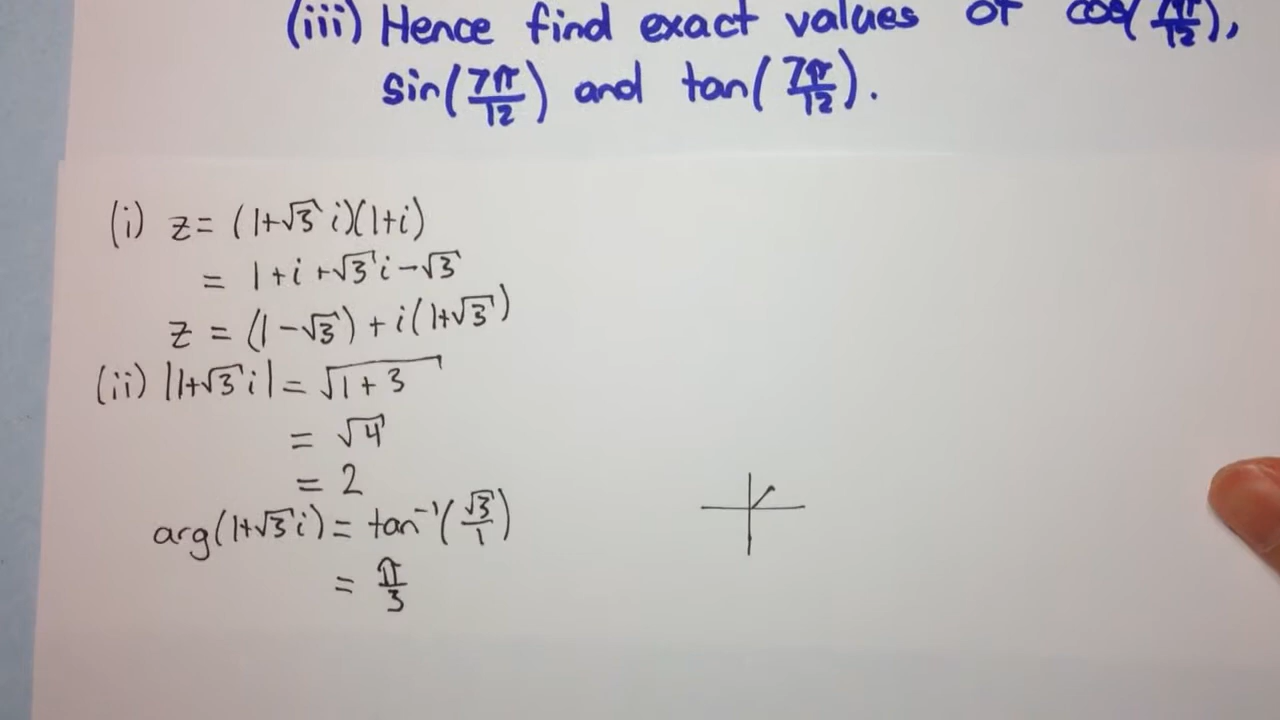 (iii) Hence find exact values of cos(7π/12),
sin(7π/12) and tan(7π/12).
(i) z = (1+√3 i)(1+i)
= 1+i+√3 i-√3
z = (1-√3) + i(1+√3)
(ii) |1+√3 i| = √1+3
= √4
= 2
arg(1+√3 i) = tan⁻¹(√3/1)
= π/3